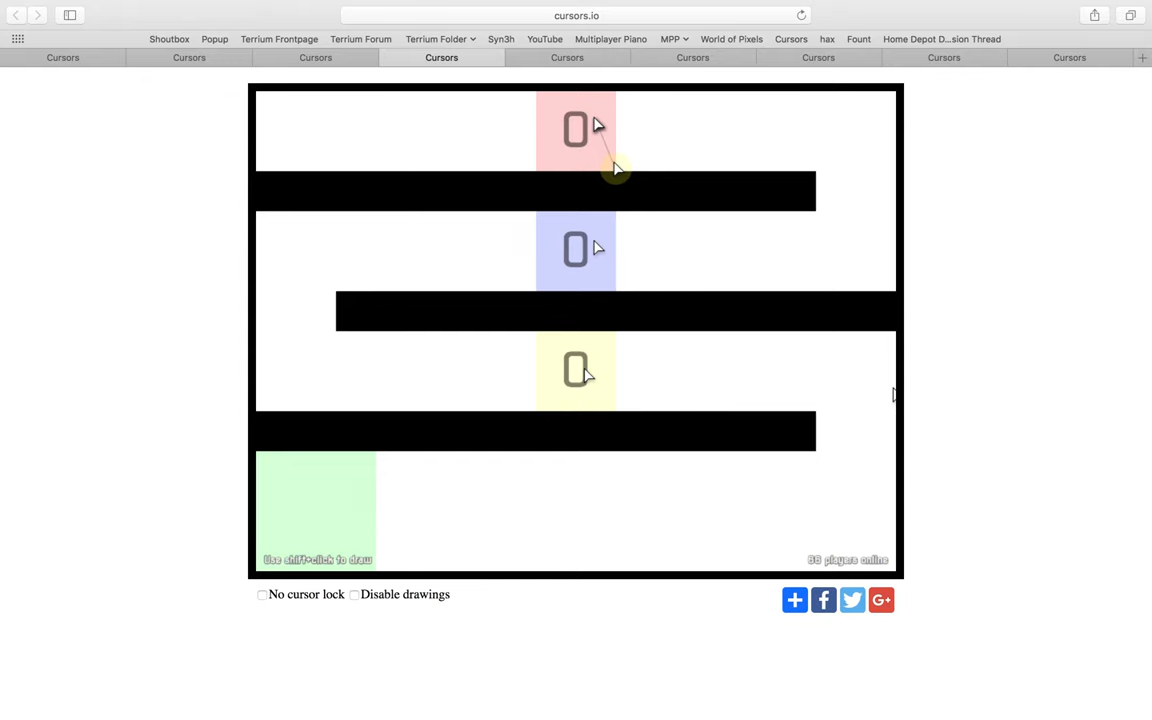 cursors.io
Shoutbox Popup Terrium Frontpage Terrium Forum Terrium Folder Syn3h YouTube Multiplayer Piano MPP World of Pixels Cursors hax Fount Home Depot D...sion Thread
Cursors Cursors Cursors Cursors Cursors Cursors Cursors Cursors Cursors
0
0
0
Use shift+click to draw
66 players online
No cursor lock Disable drawings
G+